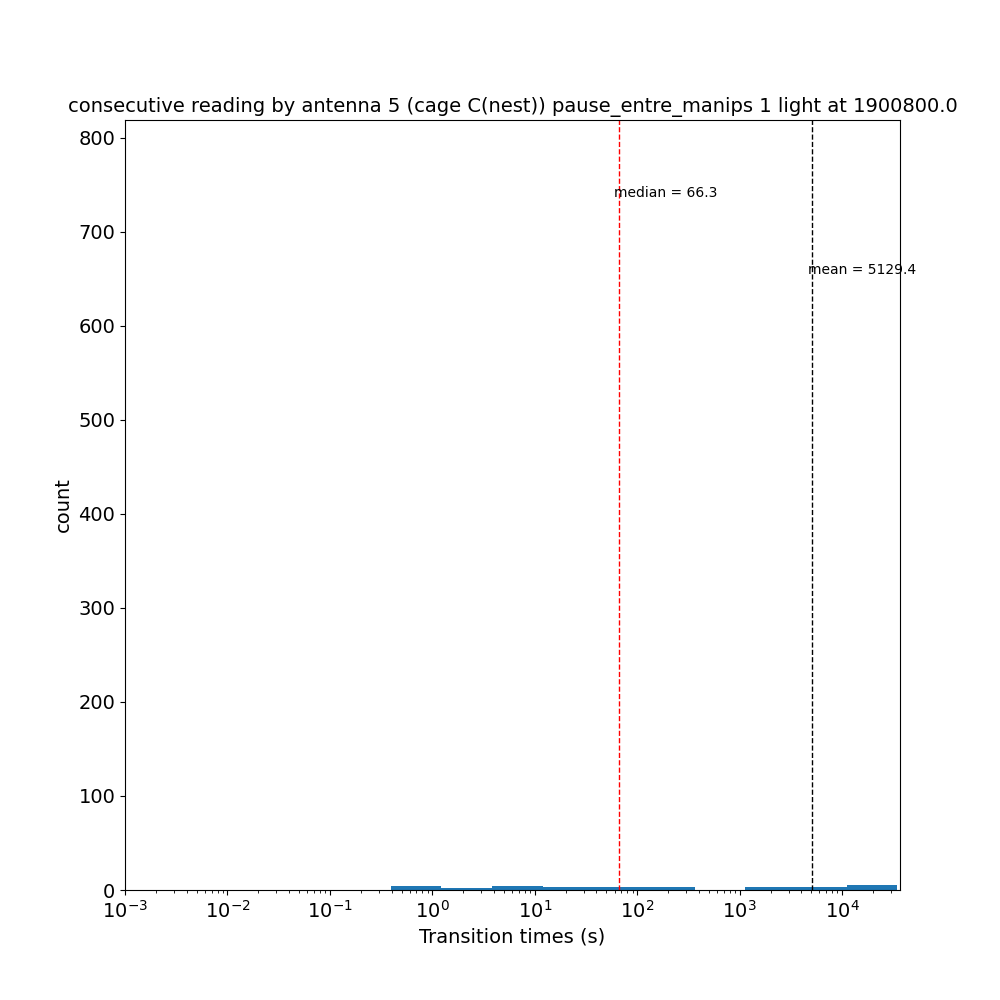 consecutive reading by antenna 5 (cage C(nest)) pause_entre_manips 1 light at 1900800.0
800
median = 66.3
700
mean = 5129.4
600
500
count
400
300
200
100
0
10⁻³ 10⁻² 10⁻¹ 10⁰ 10¹ 10² 10³ 10⁴
Transition times (s)